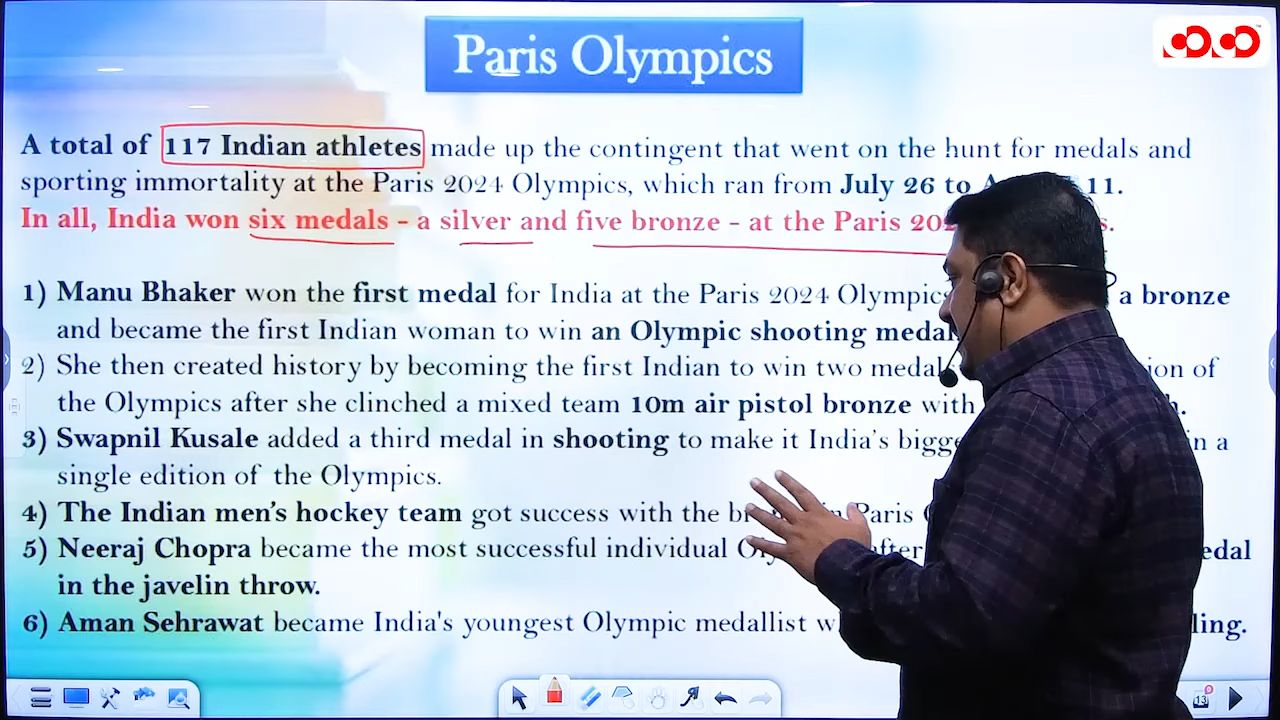 Paris Olympics
A total of 117 Indian athletes made up the contingent that went on the hunt for medals and
sporting immortality at the Paris 2024 Olympics, which ran from July 26 to 11.
In all, India won six medals - a silver and five bronze - at the Paris
1) Manu Bhaker won the first medal for India at the Paris 2024 Olympics a bronze
and became the first Indian woman to win an Olympic shooting medal
2) She then created history by becoming the first Indian to win two medals of
the Olympics after she clinched a mixed team 10m air pistol bronze with
3) Swapnil Kusale added a third medal in shooting to make it India's in a
single edition of the Olympics.
4) The Indian men's hockey team got success with the in Paris
5) Neeraj Chopra became the most successful individual after medal
in the javelin throw.
6) Aman Sehrawat became India's youngest Olympic medallist
13